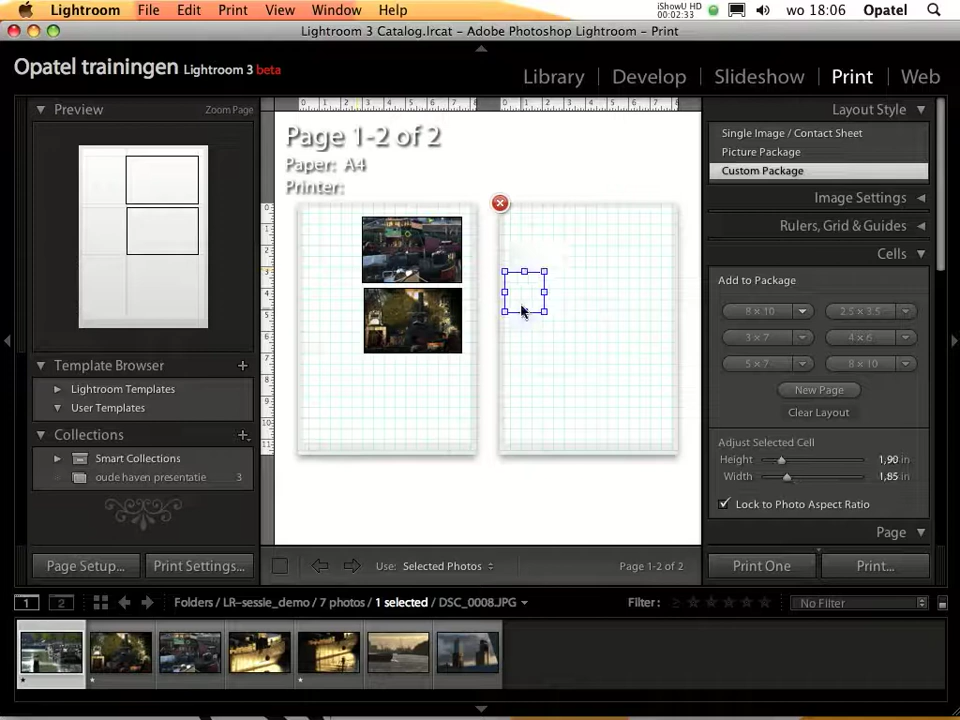 Lightroom File Edit Print View Window Help iShowU HD 00:02:33 wo 18:06 Opatel
Lightroom 3 Catalog.lrcat – Adobe Photoshop Lightroom – Print
Opatel trainingen Lightroom 3 beta Library | Develop | Slideshow | Print | Web
Preview Zoom Page
Page 1-2 of 2
Paper: A4
Printer:
Layout Style
Single Image / Contact Sheet
Picture Package
Custom Package
Image Settings
Rulers, Grid & Guides
Cells
Add to Package
8 × 10 2.5 × 3.5
3 × 7 4 × 6
5 × 7 8 × 10
New Page
Clear Layout
Adjust Selected Cell
Height 1,90 in
Width 1,85 in
Lock to Photo Aspect Ratio
Page
Template Browser
Lightroom Templates
User Templates
Collections
Smart Collections
oude haven presentatie 3
Page Setup... Print Settings... Use: Selected Photos Page 1-2 of 2 Print One Print...
1 2 Folders / LR-sessie_demo / 7 photos / 1 selected / DSC_0008.JPG Filter: No Filter